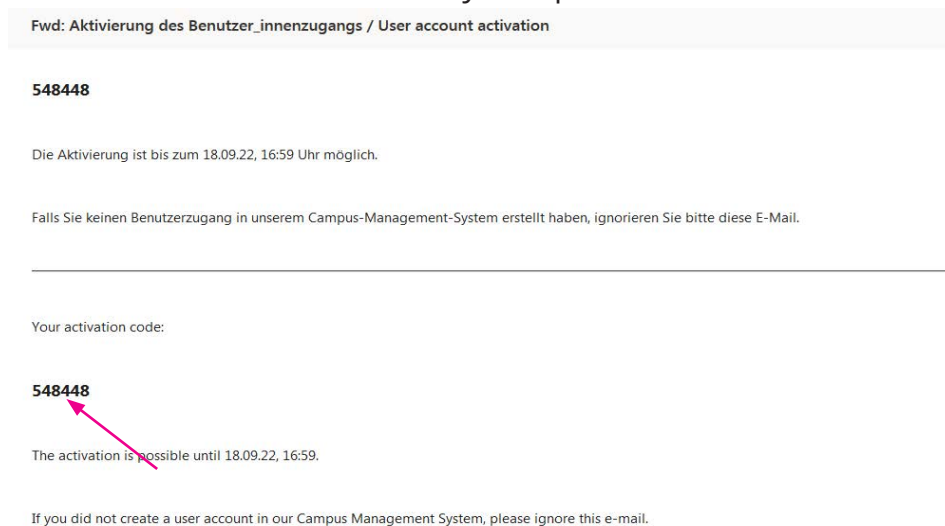 Fwd: Aktivierung des Benutzer_innenzugangs / User account activation
548448
Die Aktivierung ist bis zum 18.09.22, 16:59 Uhr möglich.
Falls Sie keinen Benutzerzugang in unserem Campus-Management-System erstellt haben, ignorieren Sie bitte diese E-Mail.
Your activation code:
548448
The activation is possible until 18.09.22, 16:59.
If you did not create a user account in our Campus Management System, please ignore this e-mail.